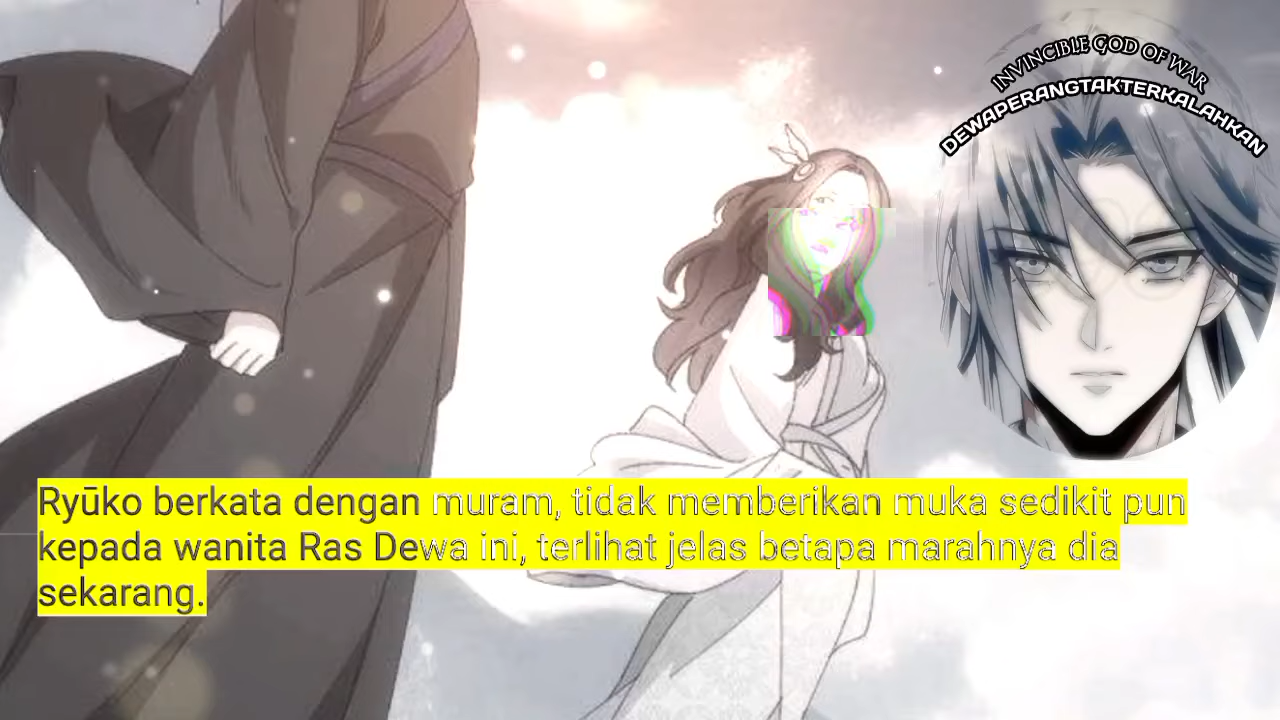 INVINCIBLE GOD OF WAR
DEWAPERANGTAKTERKALAHKAN
Ryūko berkata dengan muram, tidak memberikan muka sedikit pun
kepada wanita Ras Dewa ini, terlihat jelas betapa marahnya dia
sekarang.